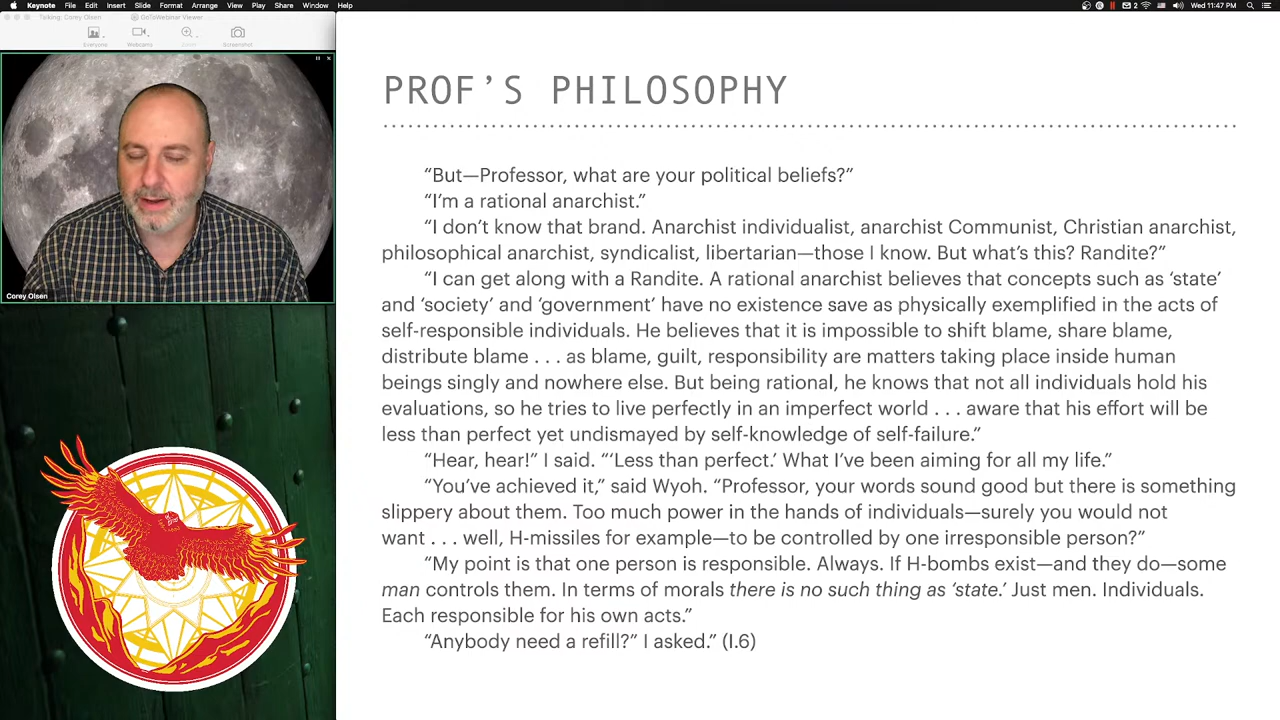 Keynote File Edit Insert Slide Format Arrange View Play Share Window Help
2 Wed 11:47 PM
Talking: Corey Olsen GoToWebinar Viewer
Everyone Webcams Zoom Screenshot
Corey Olsen
PROF’S PHILOSOPHY
“But—Professor, what are your political beliefs?”
“I’m a rational anarchist.”
“I don’t know that brand. Anarchist individualist, anarchist Communist, Christian anarchist,
philosophical anarchist, syndicalist, libertarian—those I know. But what’s this? Randite?”
“I can get along with a Randite. A rational anarchist believes that concepts such as ‘state’
and ‘society’ and ‘government’ have no existence save as physically exemplified in the acts of
self-responsible individuals. He believes that it is impossible to shift blame, share blame,
distribute blame . . . as blame, guilt, responsibility are matters taking place inside human
beings singly and nowhere else. But being rational, he knows that not all individuals hold his
evaluations, so he tries to live perfectly in an imperfect world . . . aware that his effort will be
less than perfect yet undismayed by self-knowledge of self-failure.”
“Hear, hear!” I said. “‘Less than perfect.’ What I’ve been aiming for all my life.”
“You’ve achieved it,” said Wyoh. “Professor, your words sound good but there is something
slippery about them. Too much power in the hands of individuals—surely you would not
want . . . well, H-missiles for example—to be controlled by one irresponsible person?”
“My point is that one person is responsible. Always. If H-bombs exist—and they do—some
man controls them. In terms of morals there is no such thing as ‘state.’ Just men. Individuals.
Each responsible for his own acts.”
“Anybody need a refill?” I asked.” (I.6)